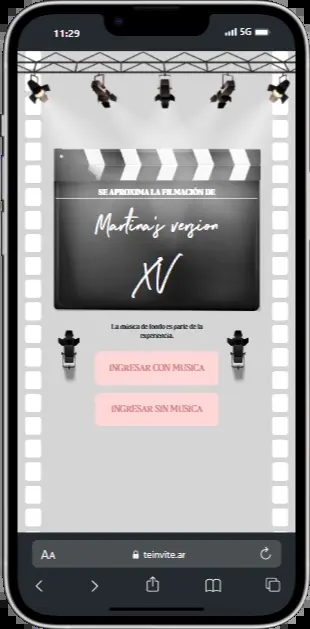 11:29
5G
SE APROXIMA LA FILMACIÓN DE
Martina's version
XV
La música de fondo es parte de la
experiencia.
INGRESAR CON MUSICA
INGRESAR SIN MUSICA
AA
teinvite.ar